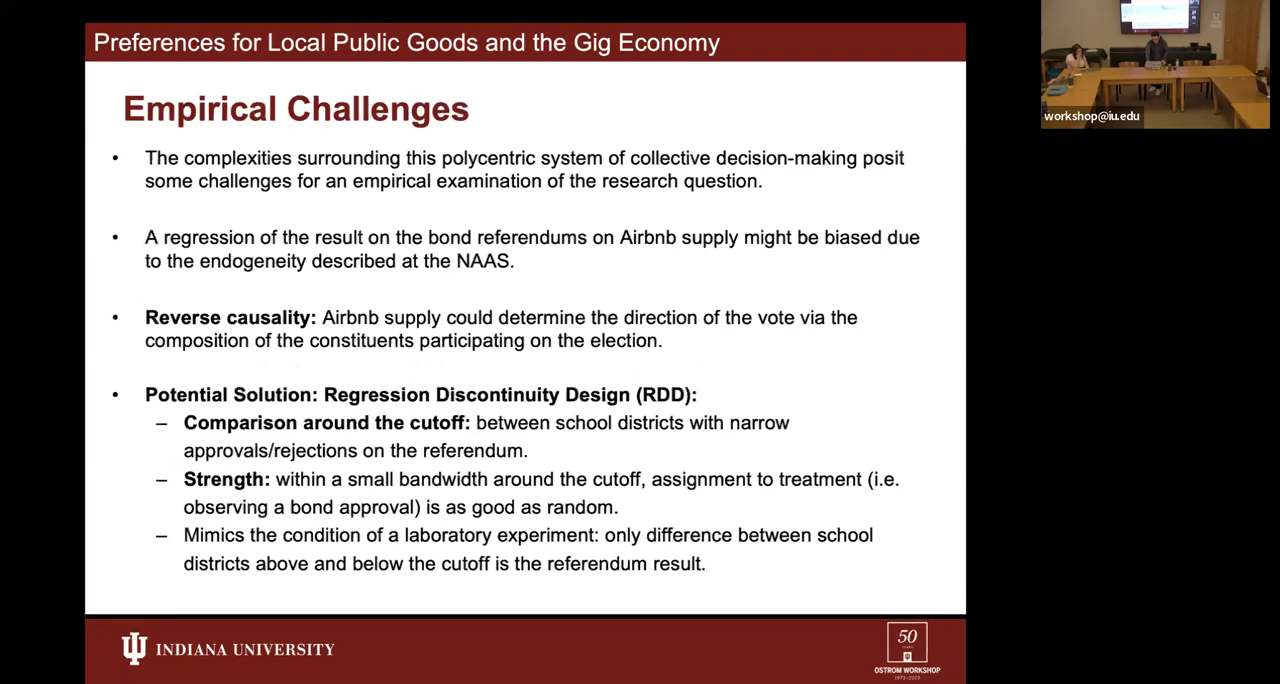 Preferences for Local Public Goods and the Gig Economy
Empirical Challenges
• The complexities surrounding this polycentric system of collective decision-making posit
some challenges for an empirical examination of the research question.
• A regression of the result on the bond referendums on Airbnb supply might be biased due
to the endogeneity described at the NAAS.
• Reverse causality: Airbnb supply could determine the direction of the vote via the
composition of the constituents participating on the election.
• Potential Solution: Regression Discontinuity Design (RDD):
– Comparison around the cutoff: between school districts with narrow
approvals/rejections on the referendum.
– Strength: within a small bandwidth around the cutoff, assignment to treatment (i.e.
observing a bond approval) is as good as random.
– Mimics the condition of a laboratory experiment: only difference between school
districts above and below the cutoff is the referendum result.
INDIANA UNIVERSITY
50
YEARS
OSTROM WORKSHOP
1973–2023
workshop@iu.edu